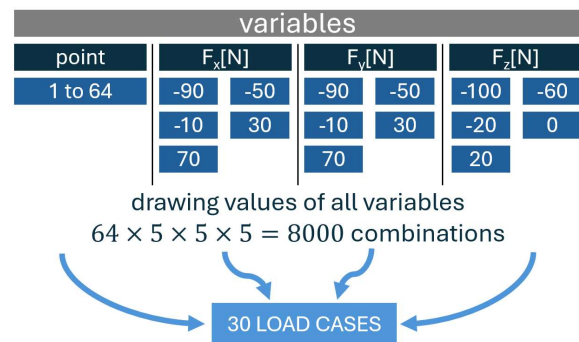 variables
point Fx[N] Fy[N] Fz[N]
1 to 64 -90 -50 -90 -50 -100 -60
-10 30 -10 30 -20 0
70 70 20
drawing values of all variables
64 × 5 × 5 × 5 = 8000 combinations
30 LOAD CASES